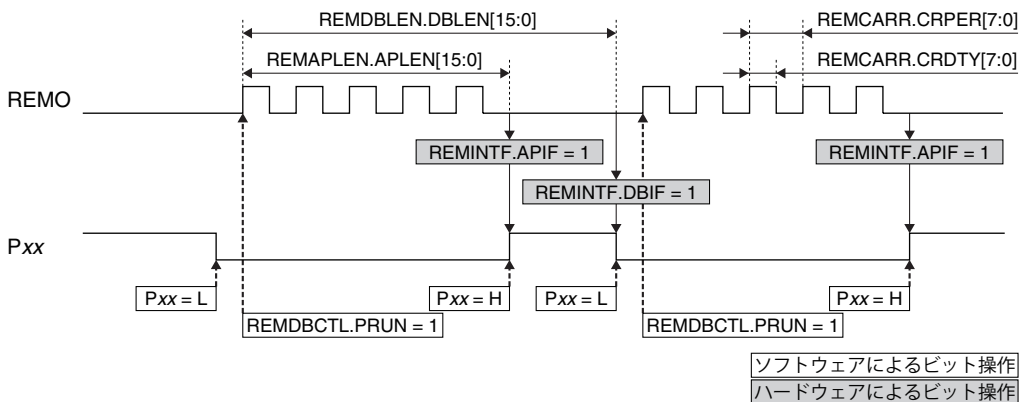 REMDBLEN.DBLEN[15:0]
REMCARR.CRPER[7:0]
REMAPLEN.APLEN[15:0]
REMCARR.CRDTY[7:0]
REMO
REMINTF.APIF = 1
REMINTF.APIF = 1
REMINTF.DBIF = 1
Pxx
Pxx = L
Pxx = H
Pxx = L
Pxx = H
REMDBCTL.PRUN = 1
REMDBCTL.PRUN = 1
ソフトウェアによるビット操作
ハードウェアによるビット操作